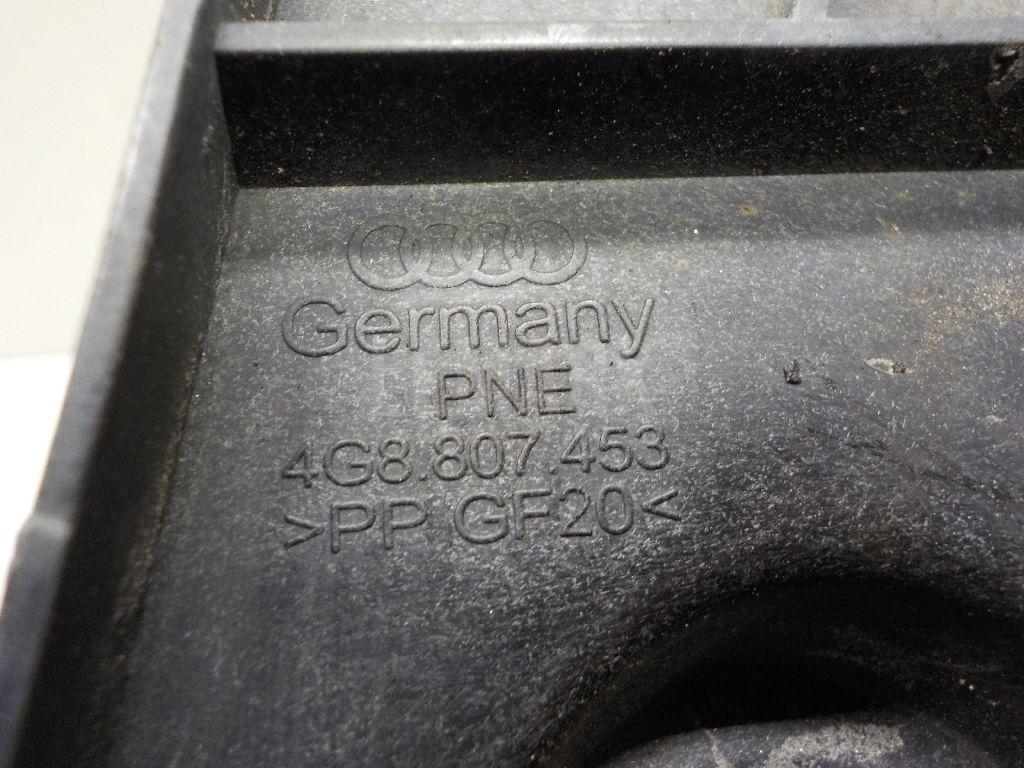 Germany
PNE
4G8.807.453
>PP GF20<